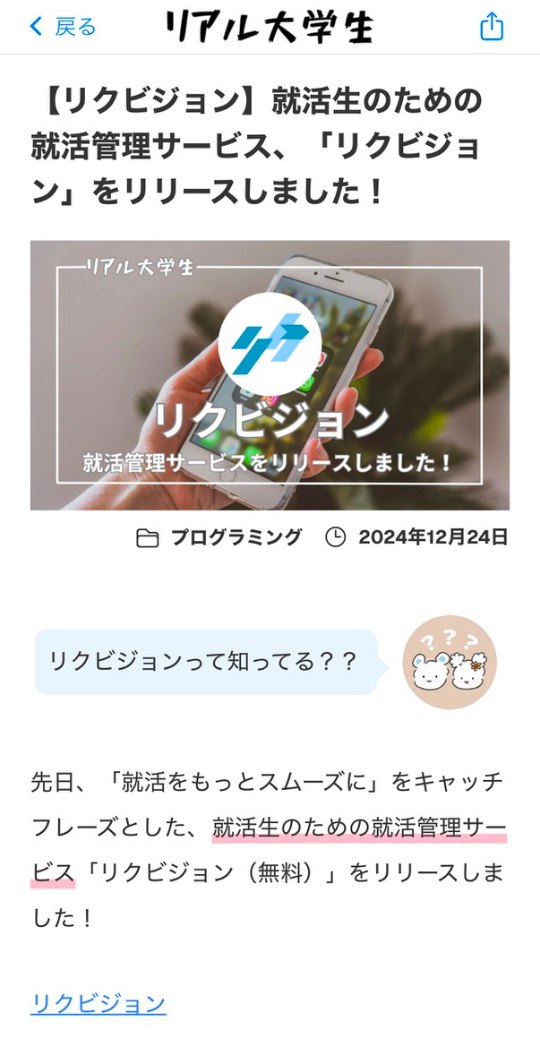 戻る
リアル大学生
【リクビジョン】就活生のための
就活管理サービス、「リクビジョ
ン」をリリースしました！
リアル大学生
リクビジョン
就活管理サービスをリリースしました！
プログラミング 2024年12月24日
リクビジョンって知ってる？？
? ? ?
先日、「就活をもっとスムーズに」をキャッチ
フレーズとした、就活生のための就活管理サー
ビス「リクビジョン（無料）」をリリースしま
した！
リクビジョン